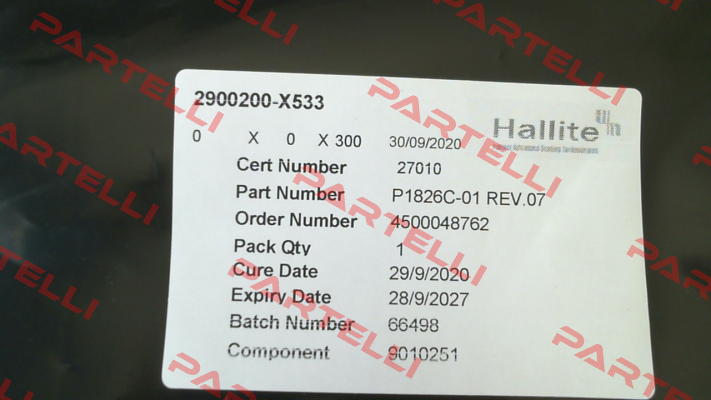 2900200-X533
0 X 0 X 300 30/09/2020
Hallite
Cert Number 27010
Part Number P1826C-01 REV.07
Order Number 4500048762
Pack Qty 1
Cure Date 29/9/2020
Expiry Date 28/9/2027
Batch Number 66498
Component 9010251
PARTELLI
PARTELLI
PARTELLI
PARTELLI
PARTELLI
PARTELLI
PARTELLI
PARTELLI
PARTELLI